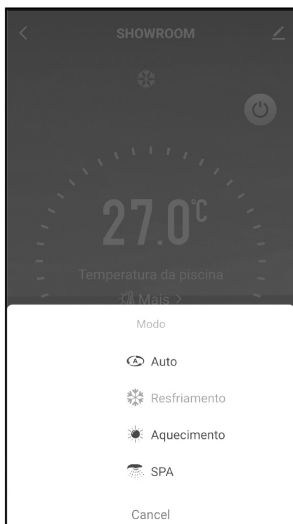 SHOWROOM
27.0°C
Temperatura da piscina
Mais >
Modo
Auto
Resfriamento
Aquecimento
SPA
Cancel